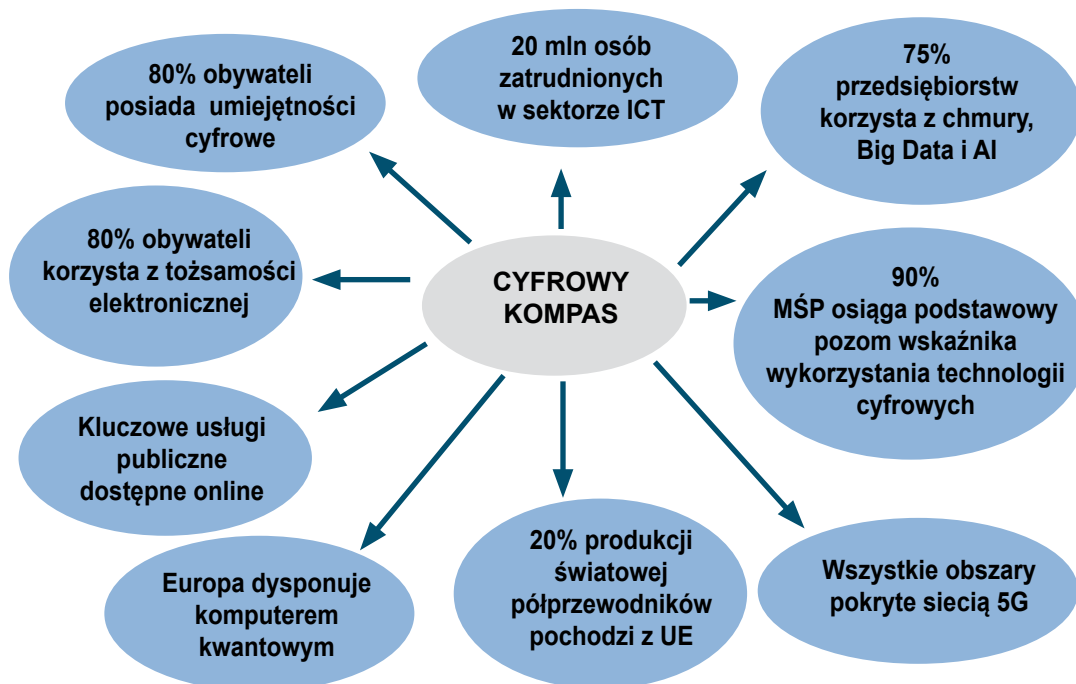 80% obywateli
posiada umiejętności
cyfrowe
20 mln osób
zatrudnionych
w sektorze ICT
75%
przedsiębiorstw
korzysta z chmury,
Big Data i AI
80% obywateli
korzysta z tożsamości
elektronicznej
CYFROWY
KOMPAS
90%
MŚP osiąga podstawowy
pozom wskaźnika
wykorzystania technologii
cyfrowych
Kluczowe usługi
publiczne
dostępne online
Europa dysponuje
komputerem
kwantowym
20% produkcji
światowej
półprzewodników
pochodzi z UE
Wszystkie obszary
pokryte siecią 5G